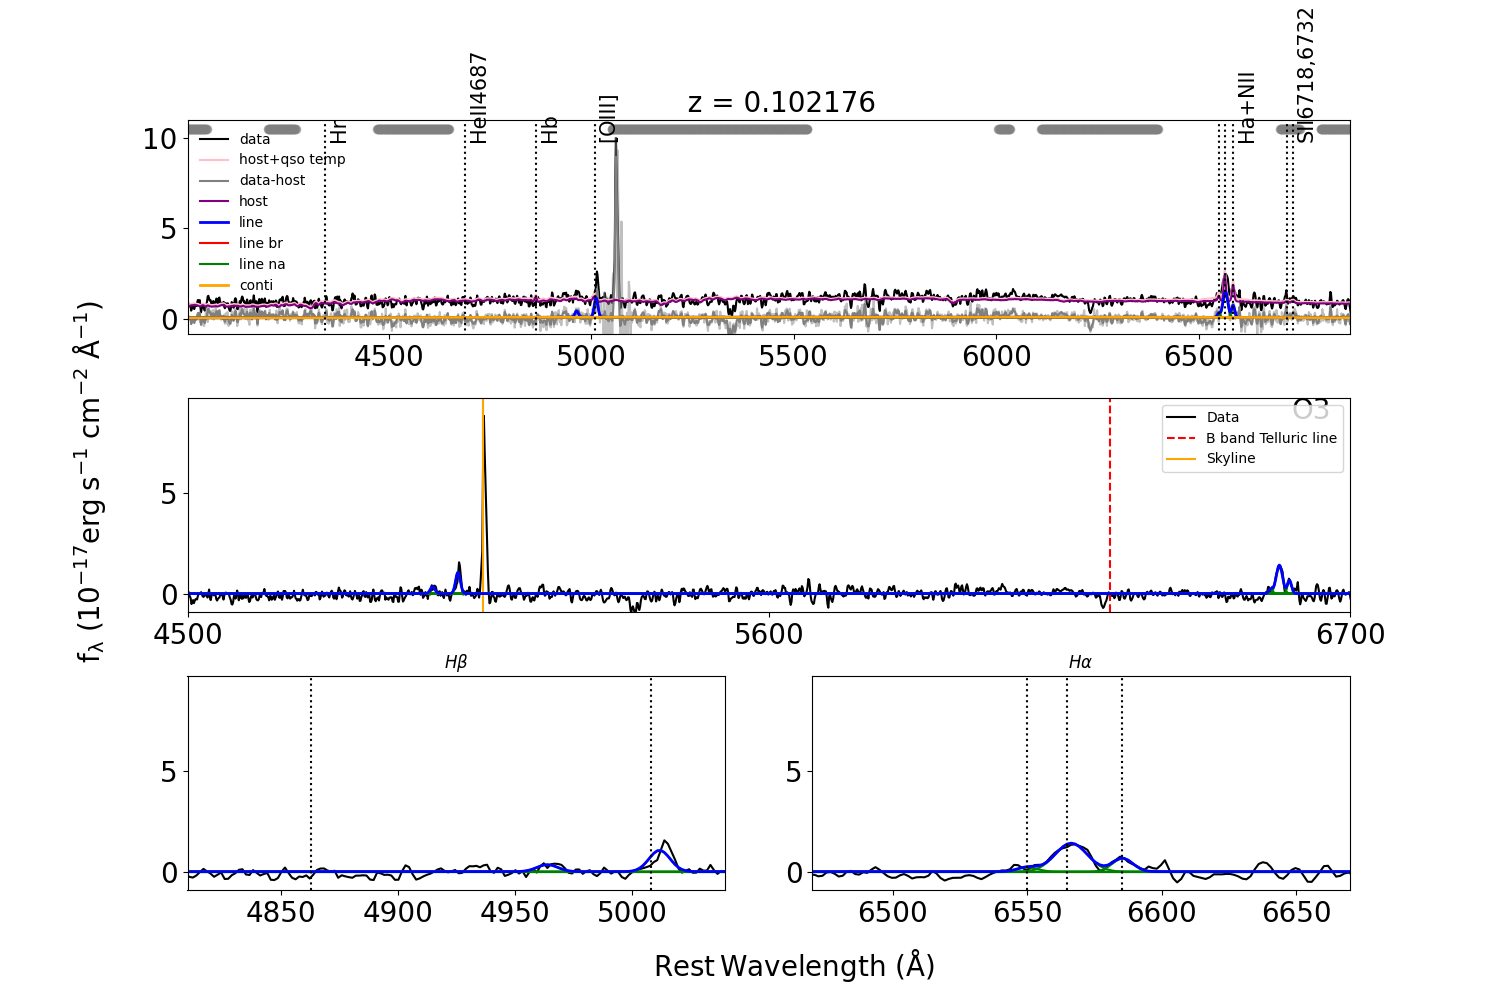 z = 0.102176
Hr
HeII4687
Hb
[OIII]
Ha+NII
SII6718,6732
10
5
0
data
host+qso temp
data-host
host
line
line br
line na
conti
4500
5000
5500
6000
6500
O3
Data
B band Telluric line
Skyline
5
0
4500
5600
6700
fλ (10⁻¹⁷erg s⁻¹ cm⁻² Å⁻¹)
Hβ
5
0
4850
4900
4950
5000
Hα
5
0
6500
6550
6600
6650
Rest Wavelength (Å)